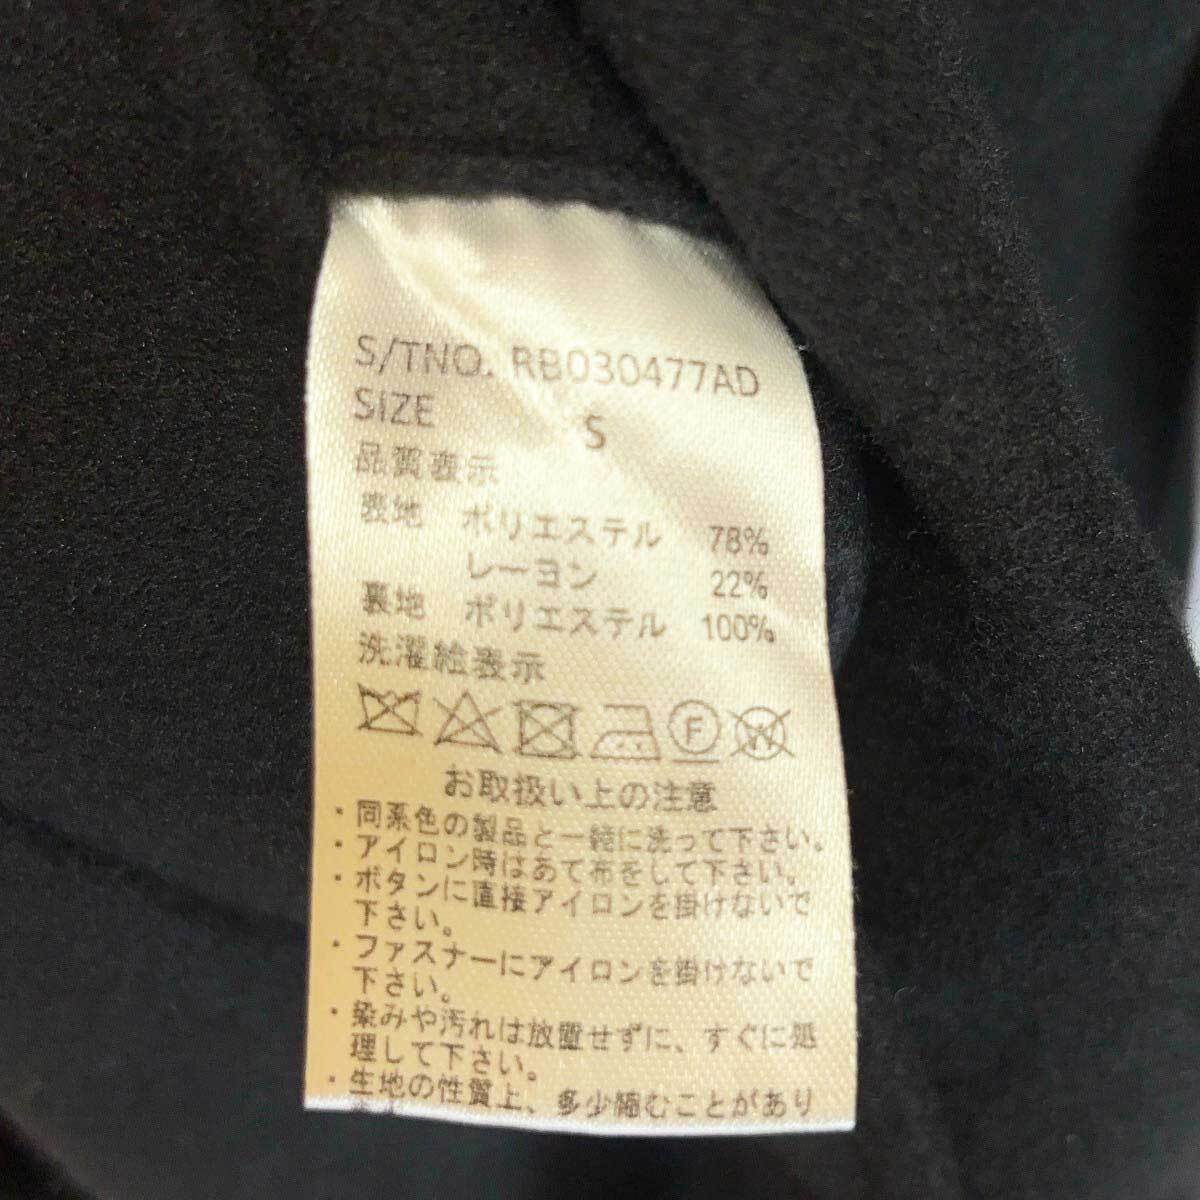 S/TNO. RB030477AD
SIZE S
品質表示
表地 ポリエステル 78%
レーヨン 22%
裏地 ポリエステル 100%
洗濯絵表示
F W
お取扱い上の注意
・同系色の製品と一緒に洗って下さい。
・アイロン時はあて布をして下さい。
・ボタンに直接アイロンを掛けないで
下さい。
・ファスナーにアイロンを掛けないで
下さい。
・染みや汚れは放置せずに、すぐに処
理して下さい。
・生地の性質上、多少縮むことがあり